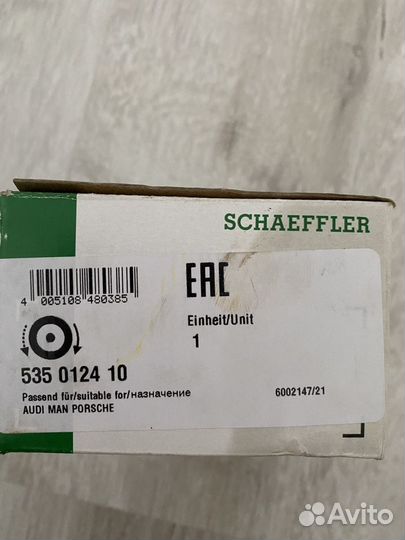 SCHAEFFLER
4 005108 480385
EAC
Einheit/Unit
1
535 0124 10
Passend für/suitable for/назначение
6002147/21
AUDI MAN PORSCHE
Avito